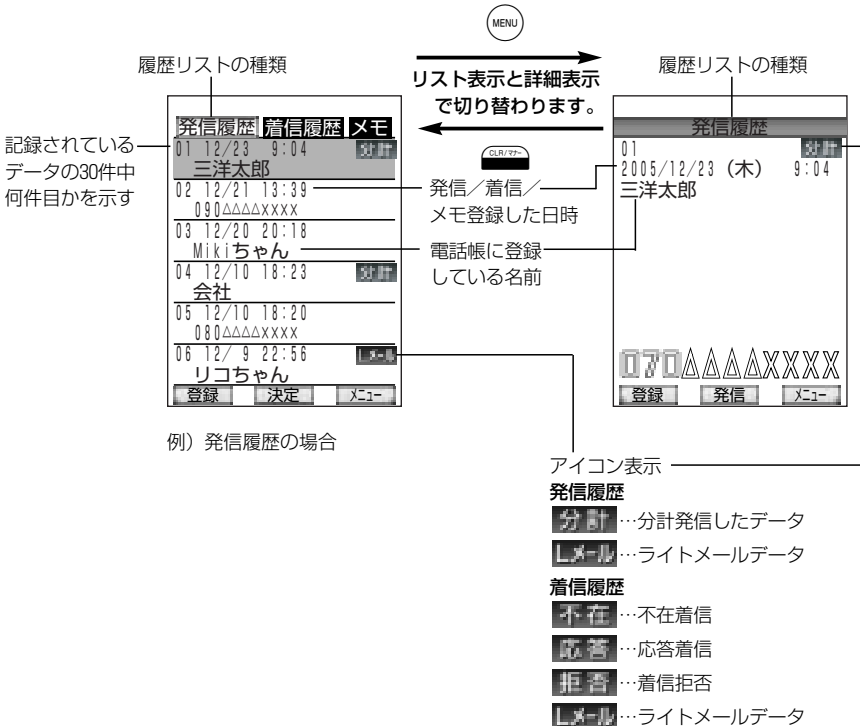 MENU
履歴リストの種類
リスト表示と詳細表示
で切り替わります。
履歴リストの種類
CLR/マナー
記録されている
データの30件中
何件目かを示す
発信履歴 着信履歴 メモ
01 12/23 9:04 分計
三洋太郎
02 12/21 13:39
090△△△△XXXX
03 12/20 20:18
Mikiちゃん
04 12/10 18:23 分計
会社
05 12/10 18:20
080△△△△XXXX
06 12/ 9 22:56 Lメール
リコちゃん
登録 決定 メニュー
発信/着信/
メモ登録した日時
電話帳に登録
している名前
発信履歴
01 分計
2005/12/23 (木) 9:04
三洋太郎
070△△△△XXXX
登録 発信 メニュー
例）発信履歴の場合
アイコン表示
発信履歴
分計…分計発信したデータ
Lメール…ライトメールデータ
着信履歴
不在…不在着信
応答…応答着信
拒否…着信拒否
Lメール…ライトメールデータ